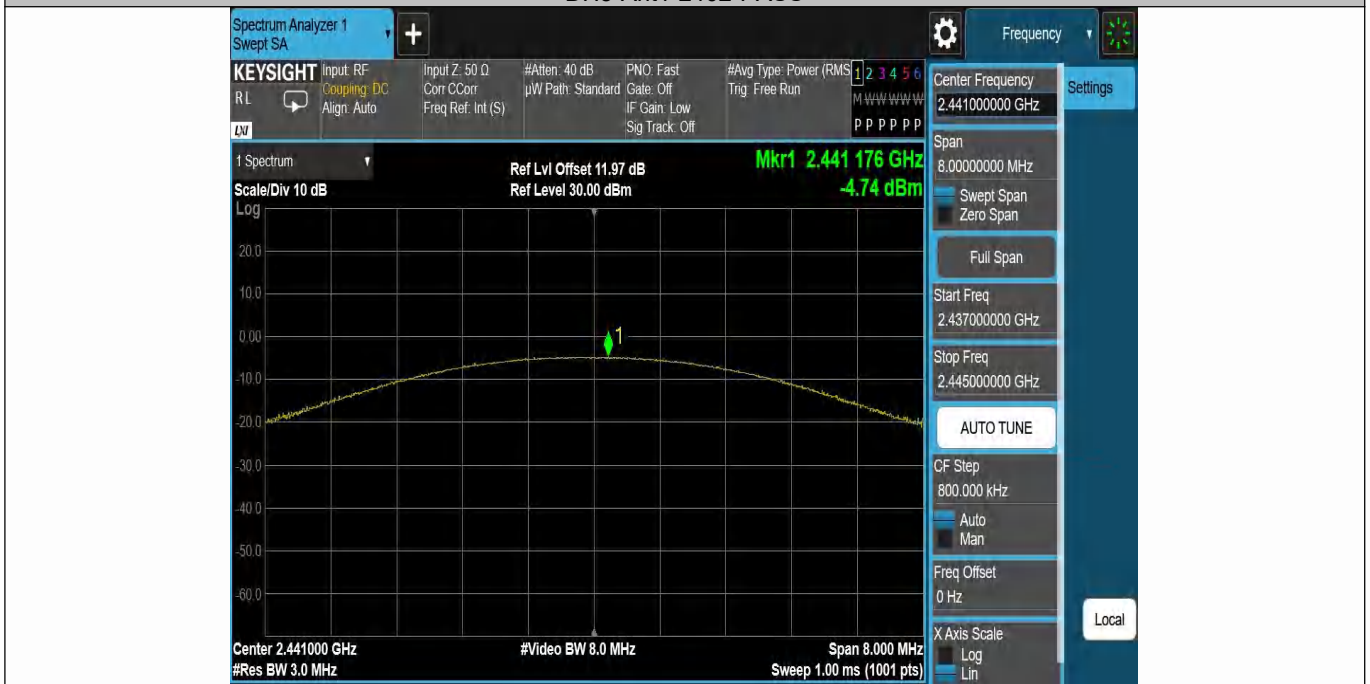 Spectrum Analyzer 1
Swept SA
+
Frequency
KEYSIGHT
RL
LXI
Input: RF
Coupling: DC
Align: Auto
Input Z: 50 Ω
Corr CCorr
Freq Ref: Int (S)
#Atten: 40 dB
µW Path: Standard
PNO: Fast
Gate: Off
IF Gain: Low
Sig Track: Off
#Avg Type: Power (RMS
Trig: Free Run
1 2 3 4 5 6
M W W W W W
P P P P P P
1 Spectrum
Scale/Div 10 dB
Log
Ref Lvl Offset 11.97 dB
Ref Level 30.00 dBm
Mkr1 2.441 176 GHz
-4.74 dBm
20.0
10.0
0.00
-10.0
-20.0
-30.0
-40.0
-50.0
-60.0
1
Center 2.441000 GHz
#Res BW 3.0 MHz
#Video BW 8.0 MHz
Span 8.000 MHz
Sweep 1.00 ms (1001 pts)
Center Frequency
2.441000000 GHz
Span
8.00000000 MHz
Swept Span
Zero Span
Full Span
Start Freq
2.437000000 GHz
Stop Freq
2.445000000 GHz
AUTO TUNE
CF Step
800.000 kHz
Auto
Man
Freq Offset
0 Hz
X Axis Scale
Log
Lin
Settings
Local